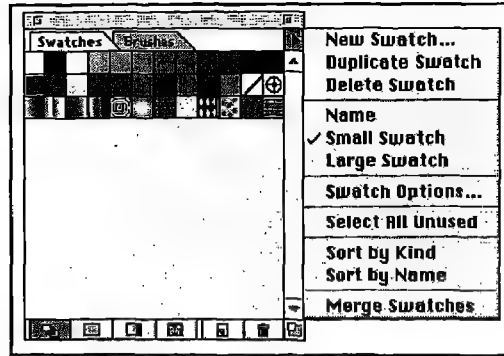 Swatches Brushes
New Swatch...
Duplicate Swatch
Delete Swatch
Name
✓ Small Swatch
Large Swatch
Swatch Options...
Select All Unused
Sort by Kind
Sort by Name
Merge Swatches